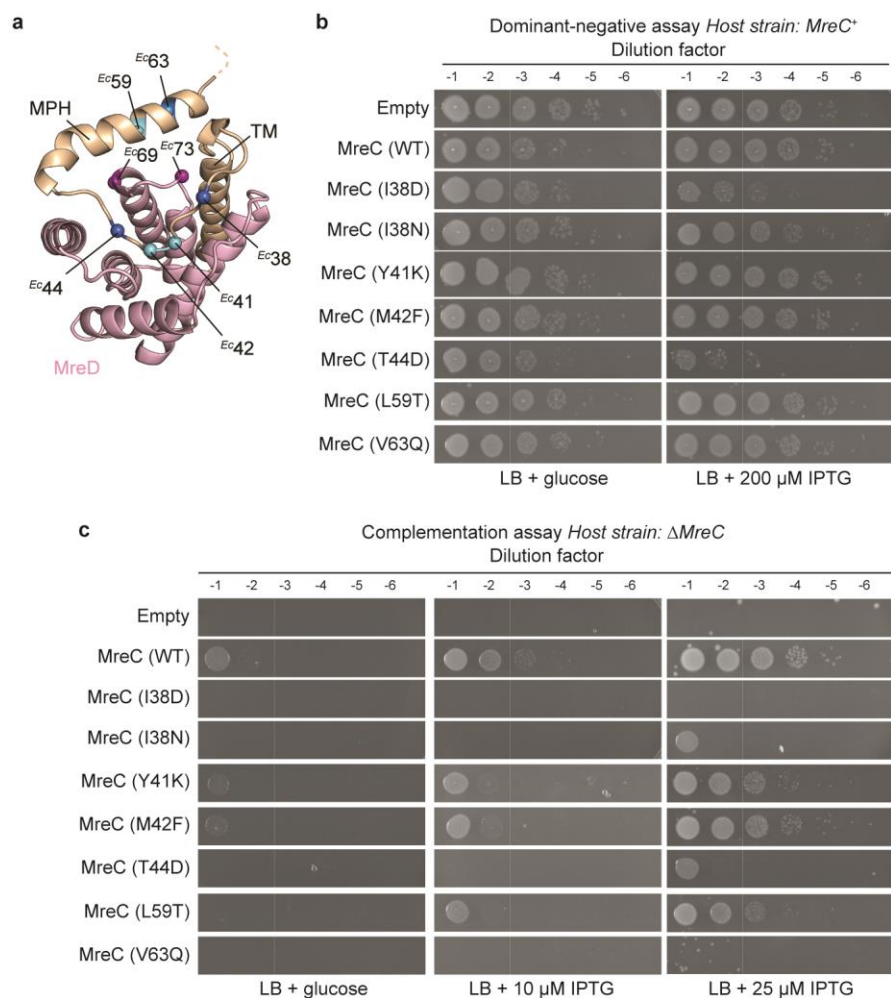 a
Ec63
Ec59
MPH
TM
Ec69
Ec73
Ec44
Ec38
Ec41
Ec42
MreD
b
Dominant-negative assay Host strain: MreC+
Dilution factor
-1 -2 -3 -4 -5 -6 -1 -2 -3 -4 -5 -6
Empty
MreC (WT)
MreC (I38D)
MreC (I38N)
MreC (Y41K)
MreC (M42F)
MreC (T44D)
MreC (L59T)
MreC (V63Q)
LB + glucose LB + 200 µM IPTG
c
Complementation assay Host strain: ΔMreC
Dilution factor
-1 -2 -3 -4 -5 -6 -1 -2 -3 -4 -5 -6 -1 -2 -3 -4 -5 -6
Empty
MreC (WT)
MreC (I38D)
MreC (I38N)
MreC (Y41K)
MreC (M42F)
MreC (T44D)
MreC (L59T)
MreC (V63Q)
LB + glucose LB + 10 µM IPTG LB + 25 µM IPTG